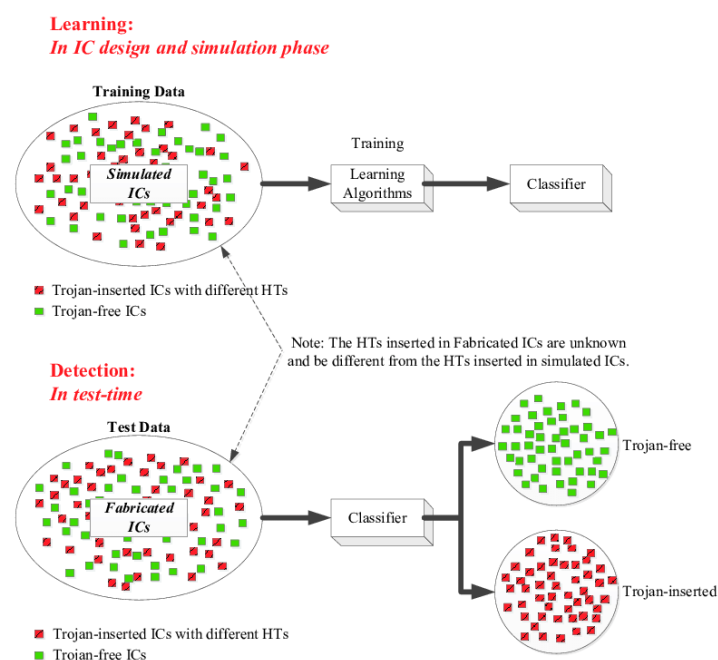 Learning:
In IC design and simulation phase
Training Data
Simulated
ICs
Training
Learning
Algorithms
Classifier
Trojan-inserted ICs with different HTs
Trojan-free ICs
Note: The HTs inserted in Fabricated ICs are unknown
and be different from the HTs inserted in simulated ICs.
Detection:
In test-time
Test Data
Fabricated
ICs
Classifier
Trojan-free
Trojan-inserted
Trojan-inserted ICs with different HTs
Trojan-free ICs